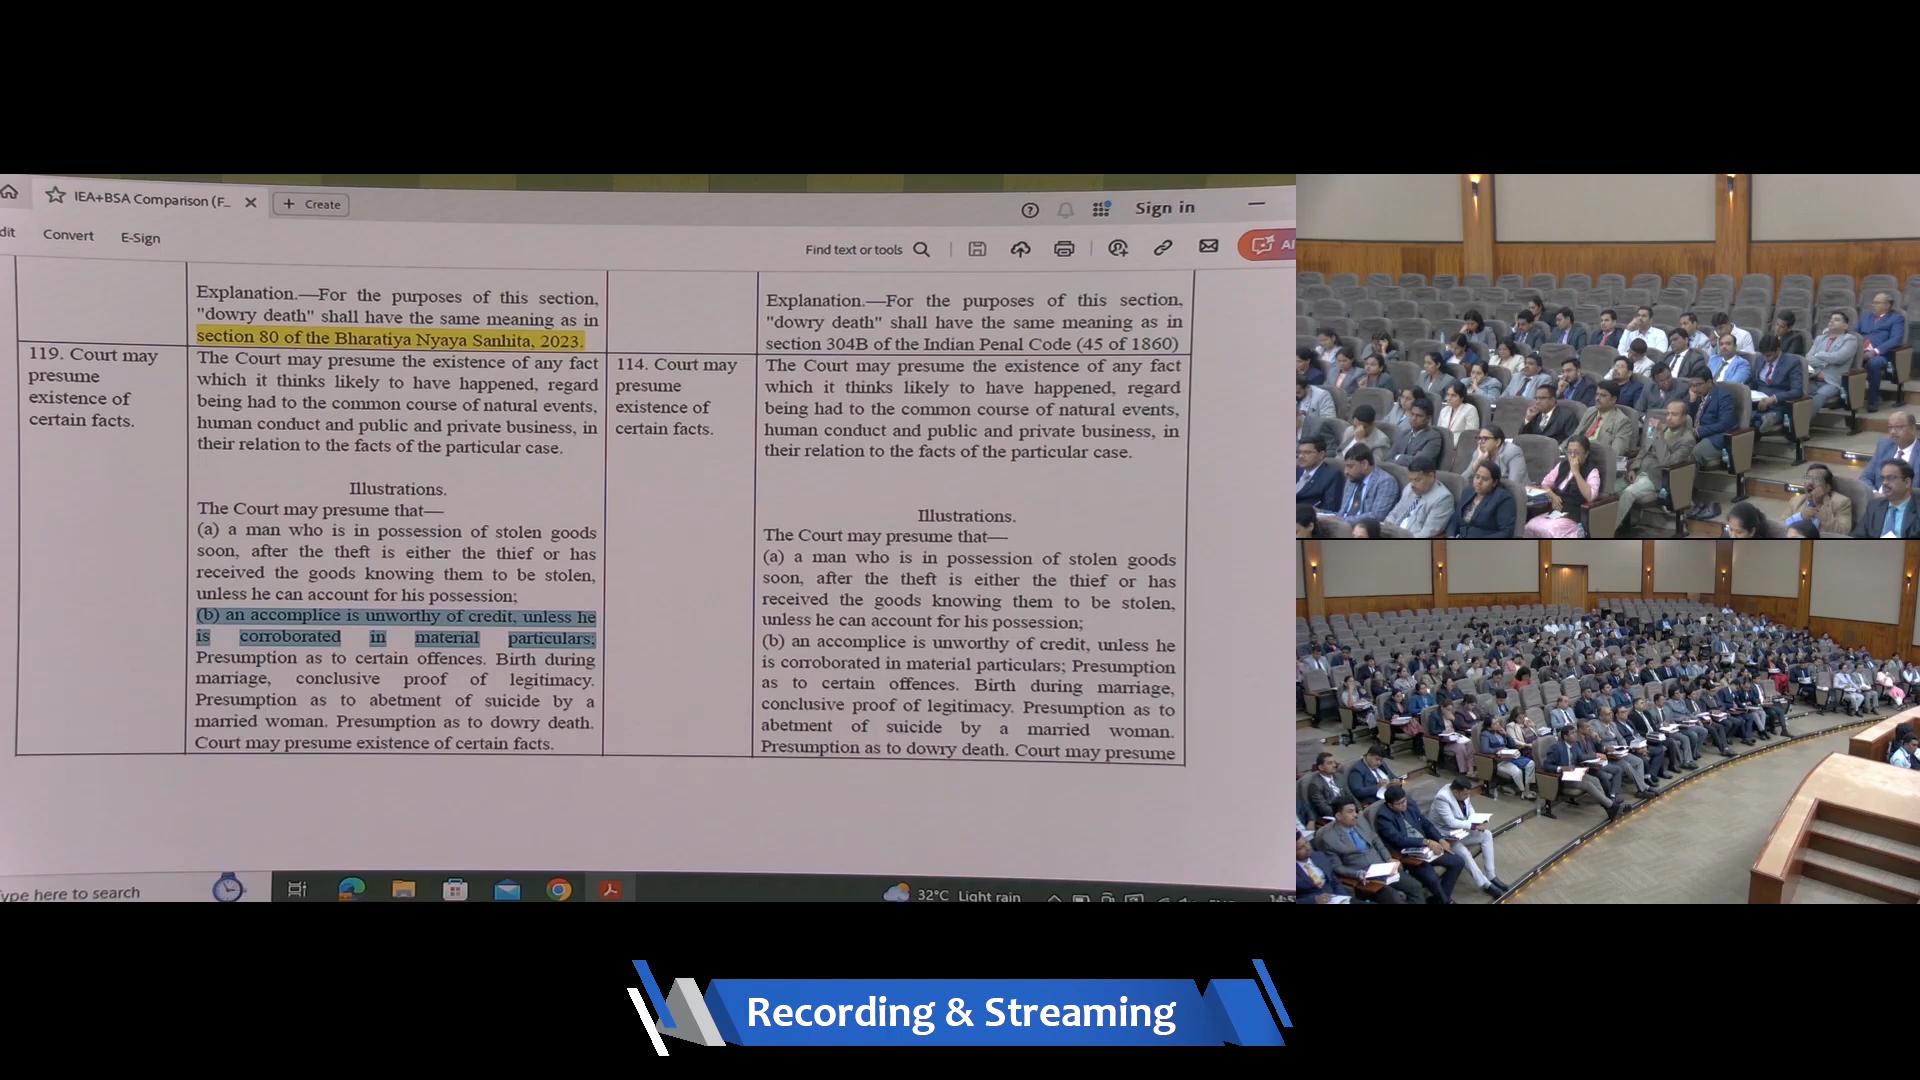 IEA+BSA Comparison (F_
Create
Sign in
dit
Convert
E-Sign
Find text or tools
Explanation.—For the purposes of this section,
"dowry death" shall have the same meaning as in
section 80 of the Bharatiya Nyaya Sanhita, 2023.
Explanation.—For the purposes of this section,
"dowry death" shall have the same meaning as in
section 304B of the Indian Penal Code (45 of 1860)
119. Court may
presume
existence of
certain facts.
The Court may presume the existence of any fact
which it thinks likely to have happened, regard
being had to the common course of natural events,
human conduct and public and private business, in
their relation to the facts of the particular case.
Illustrations.
The Court may presume that—
(a) a man who is in possession of stolen goods
soon, after the theft is either the thief or has
received the goods knowing them to be stolen,
unless he can account for his possession;
(b) an accomplice is unworthy of credit, unless he
is corroborated in material particulars;
Presumption as to certain offences. Birth during
marriage, conclusive proof of legitimacy.
Presumption as to abetment of suicide by a
married woman. Presumption as to dowry death.
Court may presume existence of certain facts.
114. Court may
presume
existence of
certain facts.
The Court may presume the existence of any fact
which it thinks likely to have happened, regard
being had to the common course of natural events,
human conduct and public and private business, in
their relation to the facts of the particular case.
Illustrations.
The Court may presume that—
(a) a man who is in possession of stolen goods
soon, after the theft is either the thief or has
received the goods knowing them to be stolen,
unless he can account for his possession;
(b) an accomplice is unworthy of credit, unless he
is corroborated in material particulars; Presumption
as to certain offences. Birth during marriage,
conclusive proof of legitimacy. Presumption as to
abetment of suicide by a married woman.
Presumption as to dowry death. Court may presume
ype here to search
32°C Light rain
Recording & Streaming